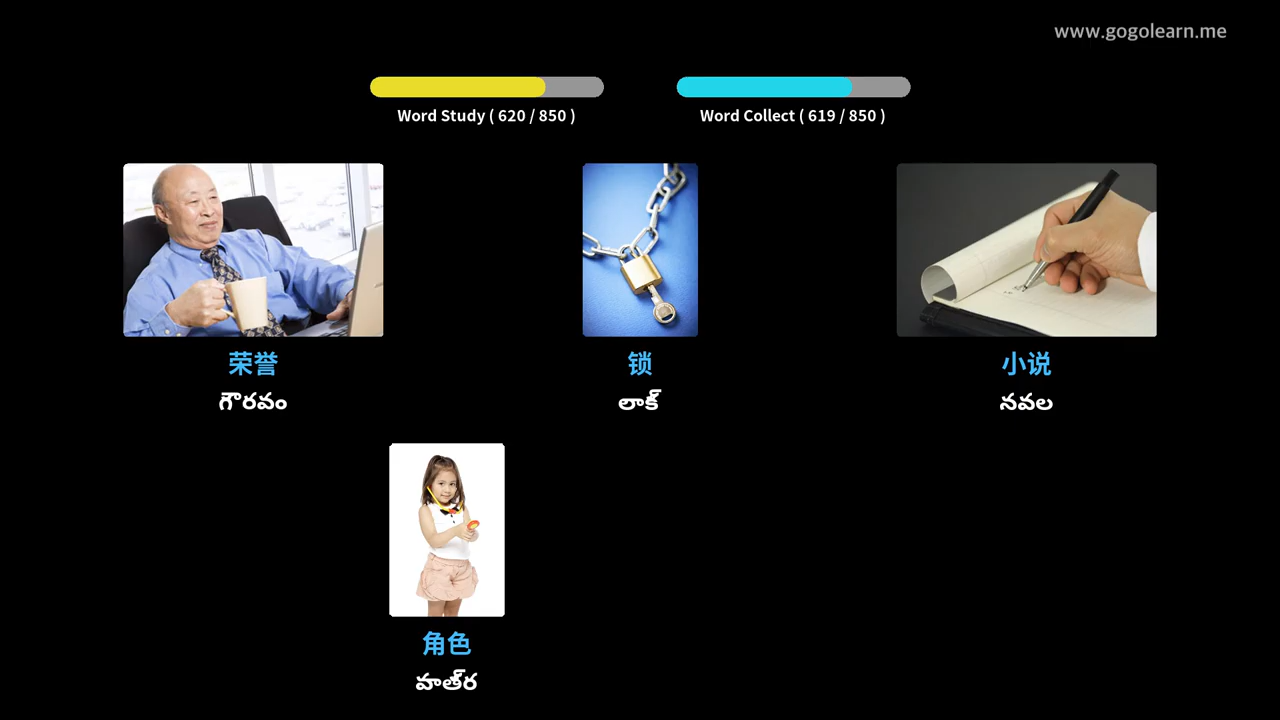 www.gogolearn.me
Word Study ( 620 / 850 ) Word Collect ( 619 / 850 )
荣誉 锁 小说
గౌరవం లాక్ నవల
角色
పాత్‌ర